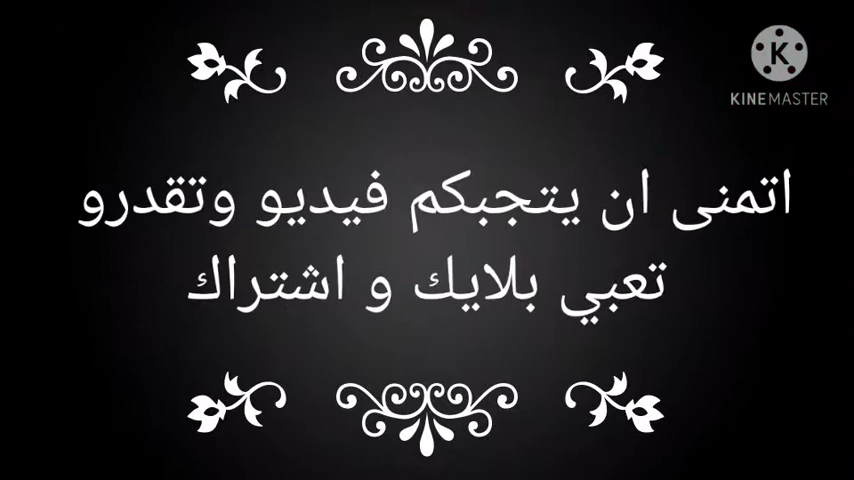 KINEMASTER
اتمنى ان يتجبكم فيديو وتقدرو
تعبي بلايك و اشتراك